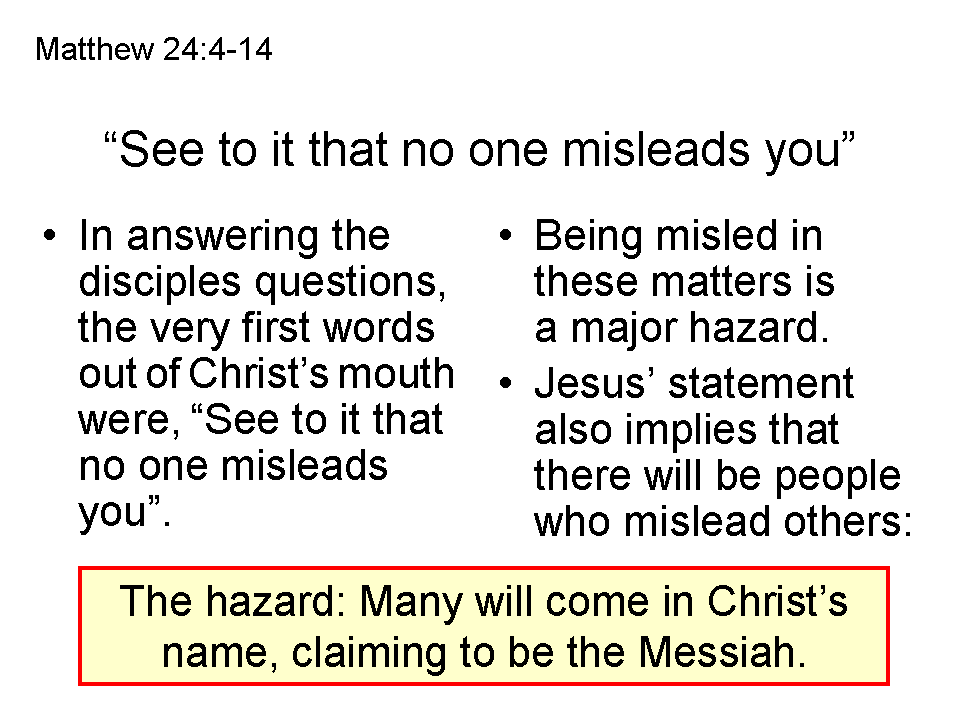 Matthew 24:4-14
“See to it that no one misleads you”
• In answering the
disciples questions,
the very first words
out of Christ’s mouth
were, “See to it that
no one misleads
you”.
• Being misled in
these matters is
a major hazard.
• Jesus’ statement
also implies that
there will be people
who mislead others:
The hazard: Many will come in Christ’s
name, claiming to be the Messiah.